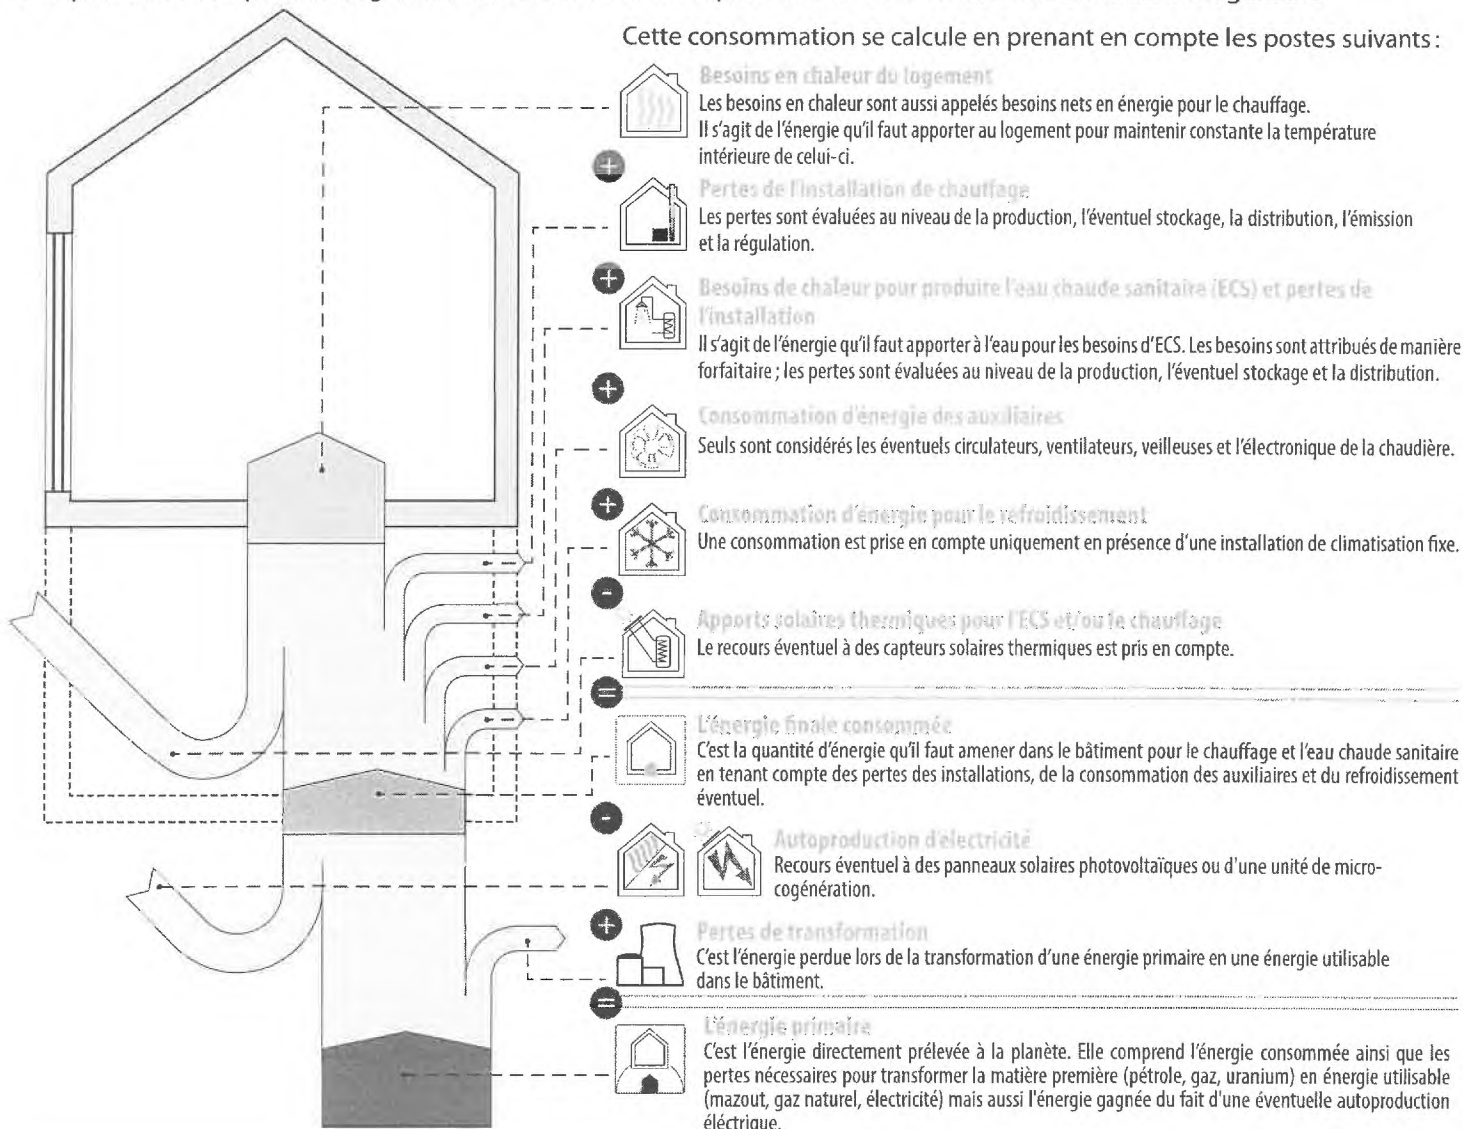 Cette consommation se calcule en prenant en compte les postes suivants :
Besoins en chaleur du logement
Les besoins en chaleur sont aussi appelés besoins nets en énergie pour le chauffage.
Il s'agit de l'énergie qu'il faut apporter au logement pour maintenir constante la température
intérieure de celui-ci.
+
Pertes de l'installation de chauffage
Les pertes sont évaluées au niveau de la production, l'éventuel stockage, la distribution, l'émission
et la régulation.
+
Besoins de chaleur pour produire l'eau chaude sanitaire (ECS) et pertes de
l'installation
Il s'agit de l'énergie qu'il faut apporter à l'eau pour les besoins d'ECS. Les besoins sont attribués de manière
forfaitaire ; les pertes sont évaluées au niveau de la production, l'éventuel stockage et la distribution.
+
Consommation d'énergie des auxiliaires
Seuls sont considérés les éventuels circulateurs, ventilateurs, veilleuses et l'électronique de la chaudière.
+
Consommation d'énergie pour le refroidissement
Une consommation est prise en compte uniquement en présence d'une installation de climatisation fixe.
-
Apports solaires thermiques pour l'ECS et/ou le chauffage
Le recours éventuel à des capteurs solaires thermiques est pris en compte.
=
L'énergie finale consommée
C'est la quantité d'énergie qu'il faut amener dans le bâtiment pour le chauffage et l'eau chaude sanitaire
en tenant compte des pertes des installations, de la consommation des auxiliaires et du refroidissement
éventuel.
-
Autoproduction d'électricité
Recours éventuel à des panneaux solaires photovoltaïques ou d'une unité de micro-
cogénération.
+
Pertes de transformation
C'est l'énergie perdue lors de la transformation d'une énergie primaire en une énergie utilisable
dans le bâtiment.
=
L'énergie primaire
C'est l'énergie directement prélevée à la planète. Elle comprend l'énergie consommée ainsi que les
pertes nécessaires pour transformer la matière première (pétrole, gaz, uranium) en énergie utilisable
(mazout, gaz naturel, électricité) mais aussi l'énergie gagnée du fait d'une éventuelle autoproduction
éléctrique.